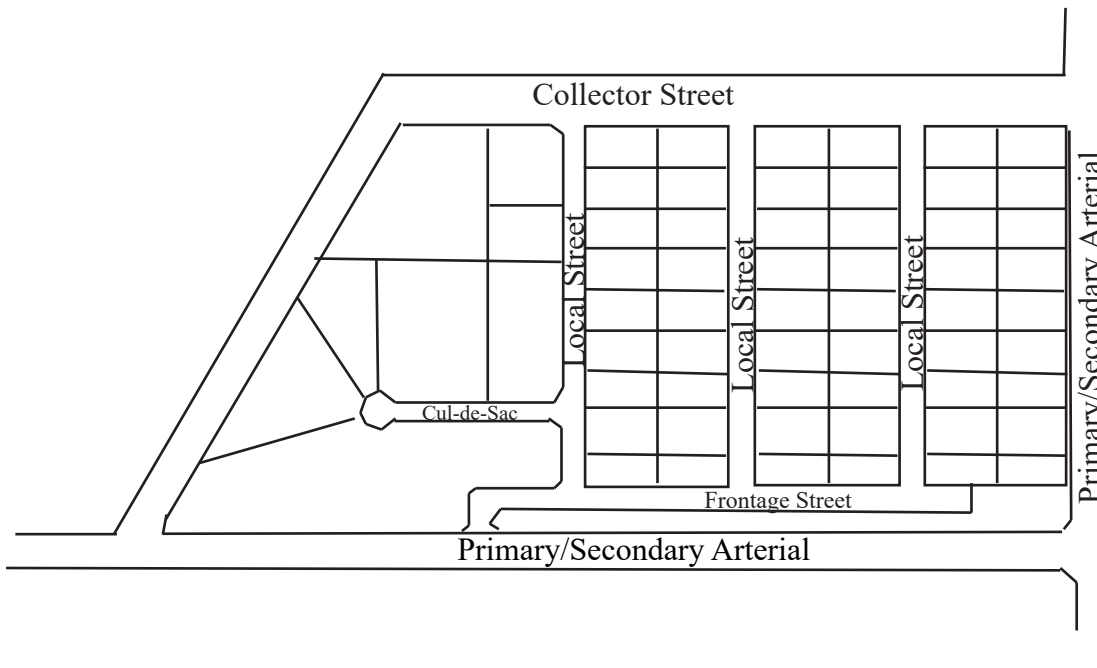 Collector Street
Local Street
Local Street
Local Street
Primary/Secondary Arterial
Cul-de-Sac
Frontage Street
Primary/Secondary Arterial